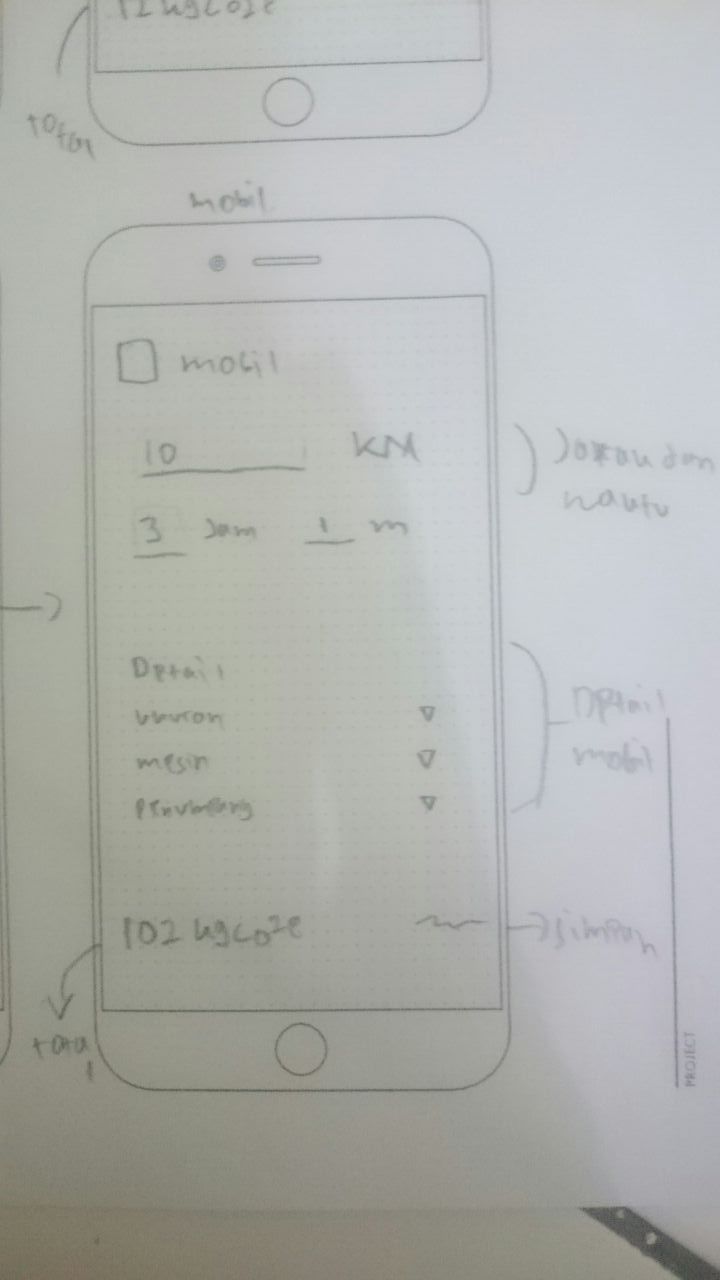 12 kgCO2e
total
mobil
mobil
10 KM
Jarak dan
waktu
3 Jam 1 m
Detail
ukuran
mesin
penumpang
Detail
mobil
102 kgCO2e
simpan
total
PROJECT